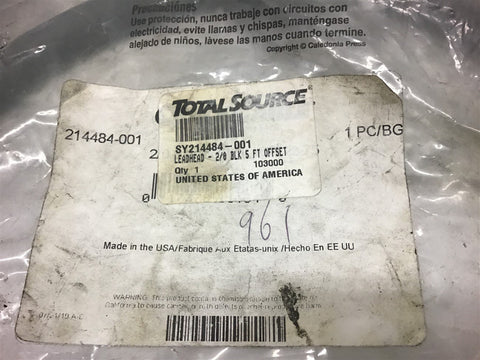 Precauciones
Use protección, nunca trabaje con circuitos con
electricidad, evite llamas y chispas, manténgase
alejado de niños, lávese las manos cuando termine.
Copyright © Caledonia Press
TOTALSOURCE
214484-001
1 PC/BG
SY214484-001
LEADHEAD - 2/0 BLK 5 FT OFFSET
Qty 1 103000
UNITED STATES OF AMERICA
961
Made in the USA/Fabrique Aux Etatas-unix /Hecho En EE UU
WARNING: This product